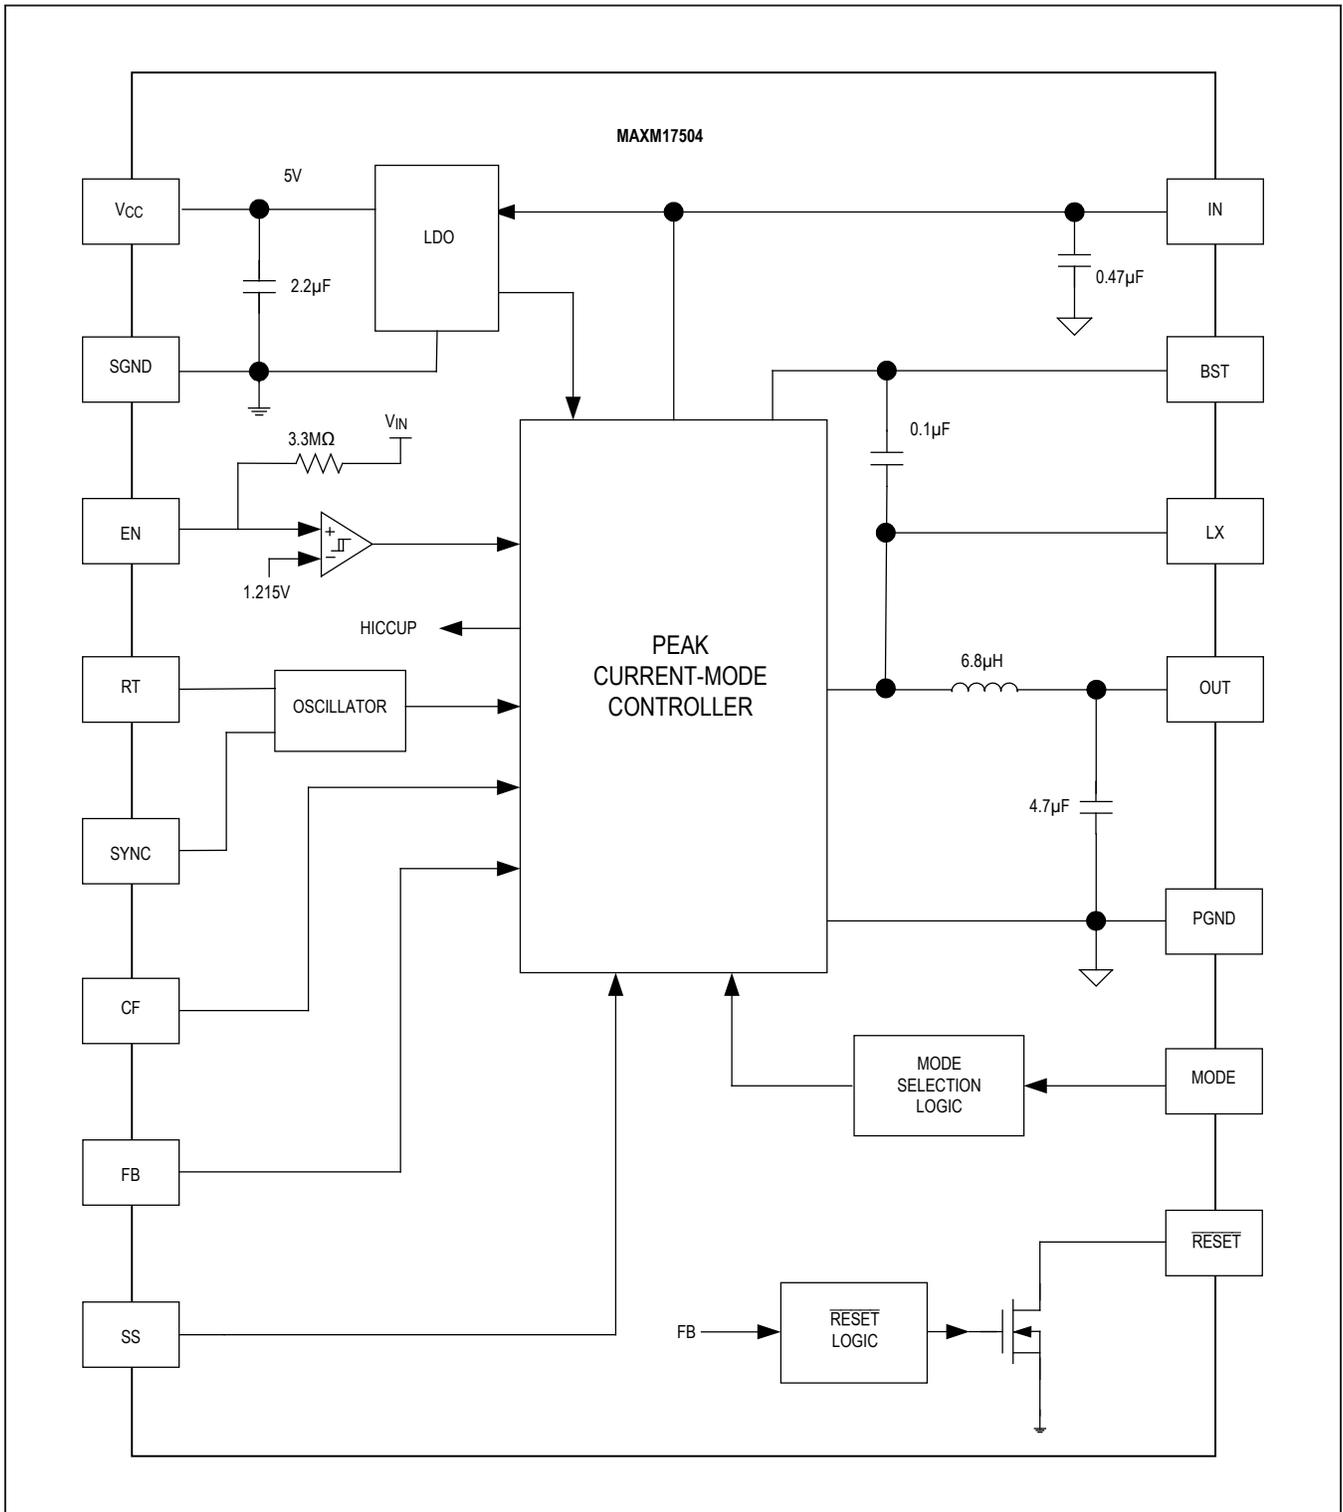 MAXM17504
5V
VCC
LDO
IN
2.2µF
0.47µF
SGND
BST
VIN
3.3MΩ
0.1µF
EN
+
−
1.215V
LX
HICCUP
PEAK
CURRENT-MODE
CONTROLLER
6.8µH
RT
OSCILLATOR
OUT
4.7µF
SYNC
PGND
CF
MODE
SELECTION
LOGIC
MODE
FB
RESET
SS
FB
RESET
LOGIC